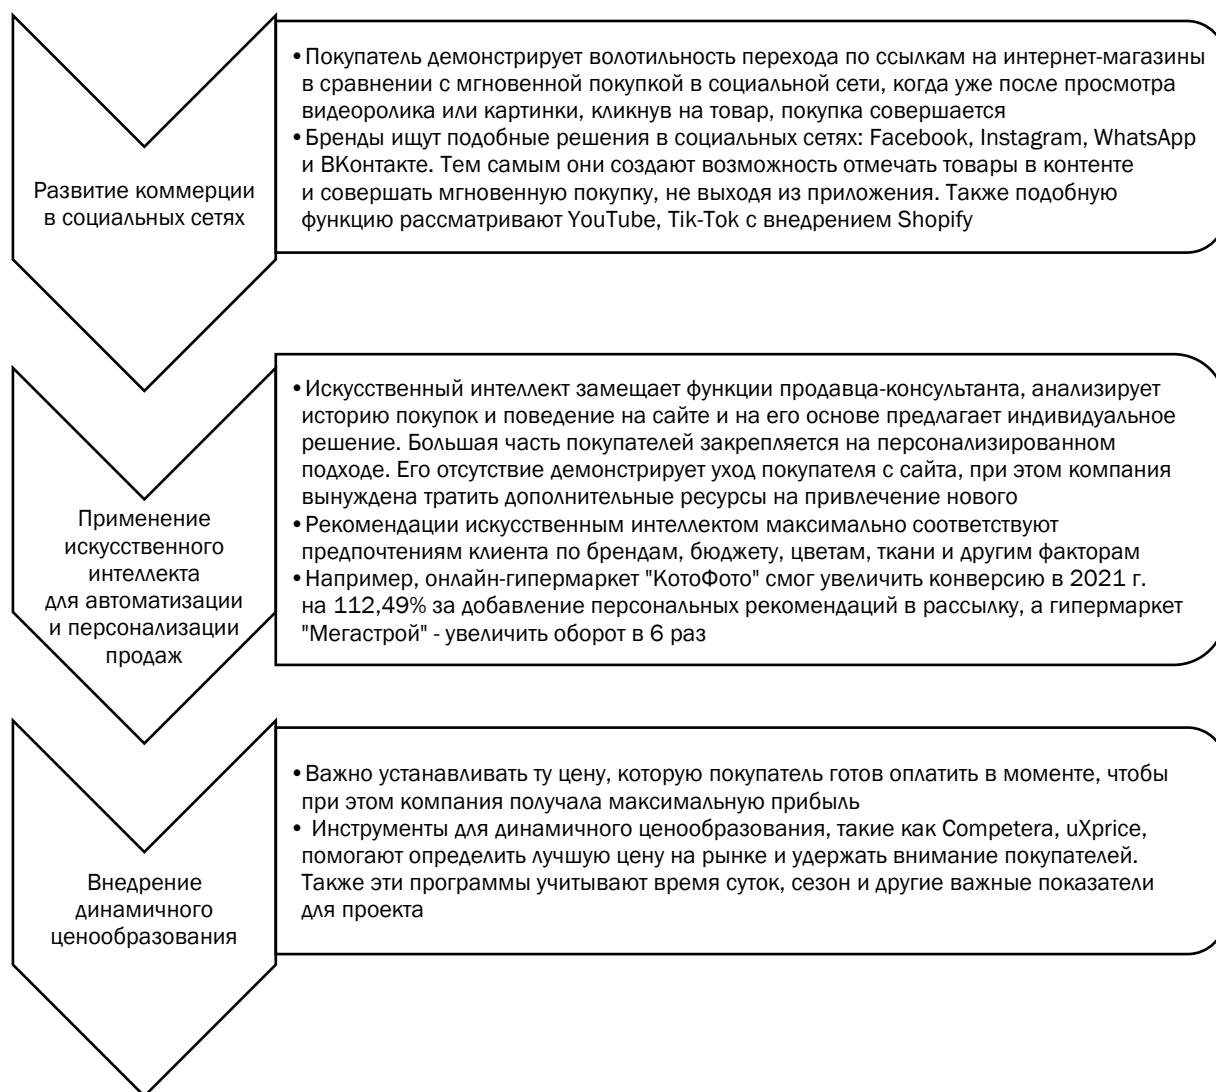 Развитие коммерции
в социальных сетях
•Покупатель демонстрирует волотильность перехода по ссылкам на интернет-магазины
в сравнении с мгновенной покупкой в социальной сети, когда уже после просмотра
видеоролика или картинки, кликнув на товар, покупка совершается
•Бренды ищут подобные решения в социальных сетях: Facebook, Instagram, WhatsApp
и ВКонтакте. Тем самым они создают возможность отмечать товары в контенте
и совершать мгновенную покупку, не выходя из приложения. Также подобную
функцию рассматривают YouTube, Tik-Tok с внедрением Shopify
Применение
искусственного
интеллекта
для автоматизации
и персонализации
продаж
•Искусственный интеллект замещает функции продавца-консультанта, анализирует
историю покупок и поведение на сайте и на его основе предлагает индивидуальное
решение. Большая часть покупателей закрепляется на персонализированном
подходе. Его отсутствие демонстрирует уход покупателя с сайта, при этом компания
вынуждена тратить дополнительные ресурсы на привлечение нового
•Рекомендации искусственным интеллектом максимально соответствуют
предпочтениям клиента по брендам, бюджету, цветам, ткани и другим факторам
•Например, онлайн-гипермаркет "КотоФото" смог увеличить конверсию в 2021 г.
на 112,49% за добавление персональных рекомендаций в рассылку, а гипермаркет
"Мегастрой" - увеличить оборот в 6 раз
Внедрение
динамичного
ценообразования
•Важно устанавливать ту цену, которую покупатель готов оплатить в моменте, чтобы
при этом компания получала максимальную прибыль
• Инструменты для динамичного ценообразования, такие как Competera, uXprice,
помогают определить лучшую цену на рынке и удержать внимание покупателей.
Также эти программы учитывают время суток, сезон и другие важные показатели
для проекта